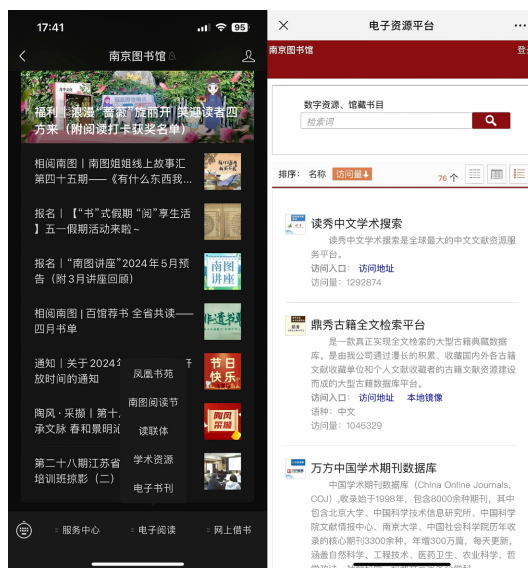 17:41
95
南京图书馆
福利｜浪漫“蔷薇”旋丽开 笑迎读者四
方来（附阅读打卡获奖名单）
相阅南图｜南图姐姐线上故事汇
第四十五期——《有什么东西我...
报名｜【“书”式假期 “阅”享生活
】五一假期活动来啦~
报名｜“南图讲座”2024年5月预
告（附3月讲座回顾）
南图
讲座
相阅南图｜百馆荐书 全省共读——
四月书单
通知｜关于2024
放时间的通知
节日
快乐
陶风·采撷｜第十
承文脉 春和景明
陶风
采撷
第二十八期江苏省
培训班掠影（二）
凤凰书苑
南图阅读节
读联体
学术资源
电子书刊
服务中心
电子阅读
网上借书
电子资源平台
南京图书馆
登
数字资源、馆藏书目
检索词
排序： 名称 访问量
76 个
读秀中文学术搜索
读秀中文学术搜索是全球最大的中文文献资源服
务平台。
访问入口： 访问地址
访问量：1292874
鼎秀古籍全文检索平台
是一款真正实现全文检索的大型古籍典藏数据
库。是由我公司通过漫长的积累、收藏国内外各古籍
文献收藏单位和个人文献收藏者的古籍文献资源建设
而成的大型古籍数据库平台。
访问入口： 访问地址 本地镜像
语种：中文
访问量：1045329
万方中国学术期刊数据库
中国学术期刊数据库（China Online Journals,
COJ）,收录始于1998年，包含8000余种期刊，其中
包含北京大学、中国科学技术信息研究所、中国科学
院文献情报中心、南京大学、中国社会科学院历年收
录的核心期刊3300余种，年增300万篇，每天更新，
涵盖自然科学、工程技术、医药卫生、农业科学、哲